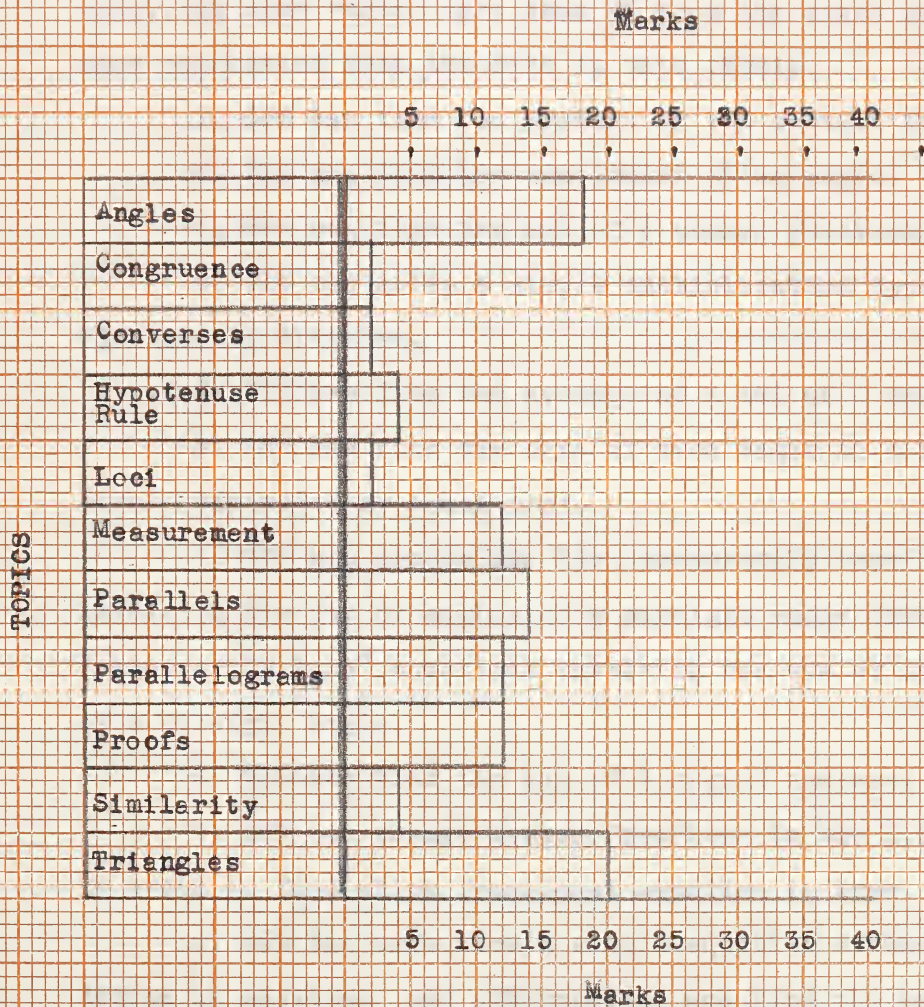 Marks
5 10 15 20 25 30 35 40
Angles
Congruence
Converses
Hypotenuse
Rule
Loci
Measurement
Parallels
Parallelograms
Proofs
Similarity
Triangles
TOPICS
5 10 15 20 25 30 35 40
Marks